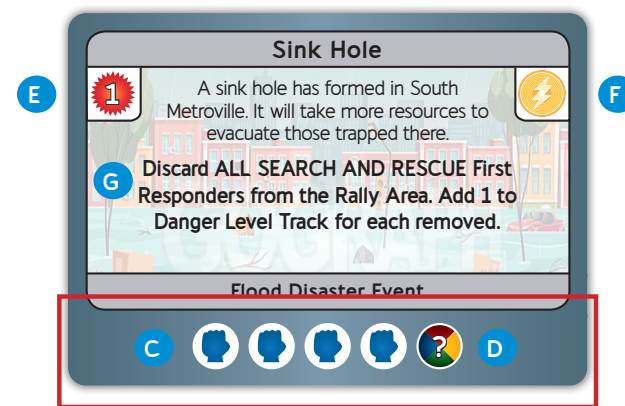 Sink Hole
E
1
A sink hole has formed in South
F
Metroville. It will take more resources to
evacuate those trapped there.
G
Discard ALL SEARCH AND RESCUE First
Responders from the Rally Area. Add 1 to
Danger Level Track for each removed.
Flood Disaster Event
C
?
D